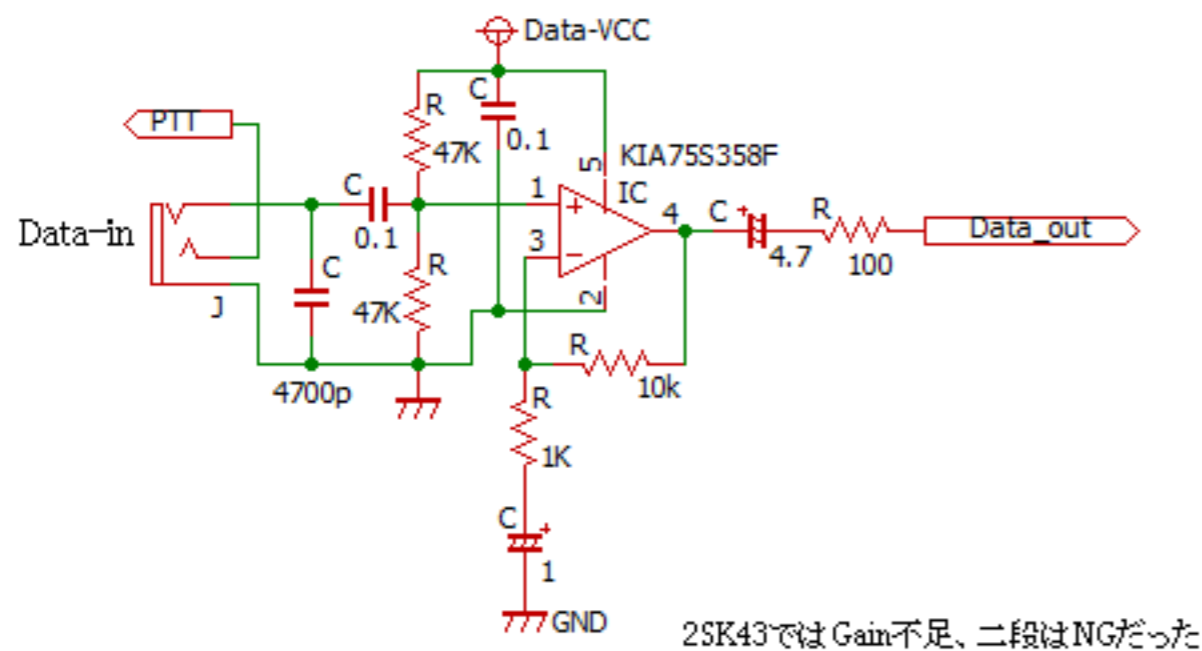 Data-VCC
PTT
C
R
47K
0.1
KIA75S358F
5
IC
C
0.1
1
+
4
C
+
4.7
R
100
Data_out
Data-in
3
−
J
C
4700p
R
47K
2
R
10k
R
1K
C
+
1
GND
2SK43ではGain不足、二段はNGだった